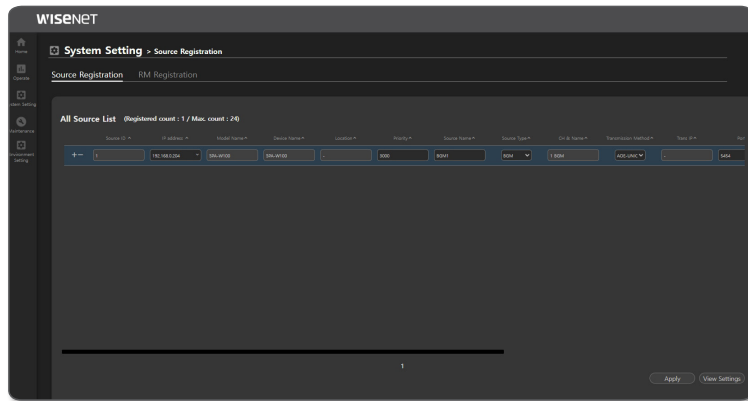 WISENET
Home
System Setting > Source Registration
Operate
Source Registration RM Registration
System Setting
All Source List (Registered count : 1 / Max. count : 24)
Maintenance
Source ID IP address Model Name Device Name Location Priority Source Name Source Type CH & Name Transmission Method Trans IP
Environment
Setting
+− 1 192.168.0.204 SPA-W100 SPA-W100 - 3000 BGM1 BGM 1 BGM AOE-UNIC - 5454
1
Apply View Settings